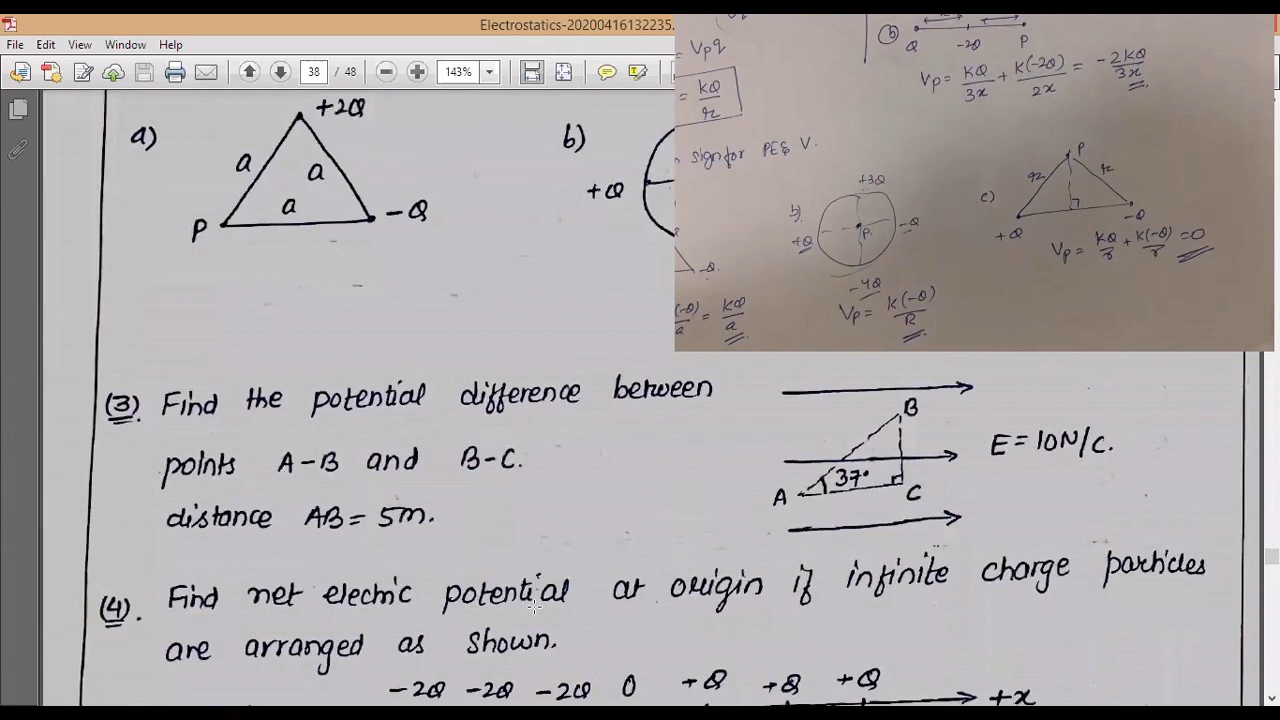 Electrostatics-20200416132235.
File Edit View Window Help
38 / 48
143%
a)
+2Q
a
a
a
P
-Q
b)
+Q
= Vpq
= kQ/r
sign for PE & V.
(b)
Q
-2Q
P
Vp = kQ/3x + k(-2Q)/2x = -2kQ/3x
b)
+3Q
+Q
P
-Q
-4Q
Vp = k(-Q)/R
c)
P
r
r
+Q
-Q
Vp = kQ/r + k(-Q)/r = 0
-Q
(-Q)/a = kQ/a
(3). Find the potential difference between
points A-B and B-C.
distance AB = 5m.
B
A
37°
C
E = 10N/C.
(4). Find net electric potential at origin if infinite charge particles
are arranged as shown.
-2Q -2Q -2Q 0 +Q +Q +Q
+x